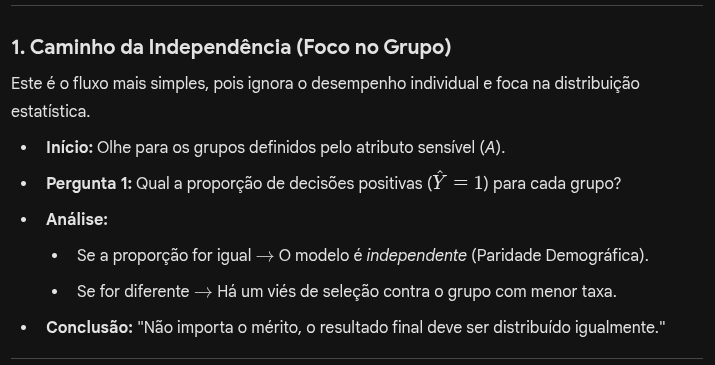 1. Caminho da Independência (Foco no Grupo)
Este é o fluxo mais simples, pois ignora o desempenho individual e foca na distribuição
estatística.
• Início: Olhe para os grupos definidos pelo atributo sensível (A).
• Pergunta 1: Qual a proporção de decisões positivas (Ŷ = 1) para cada grupo?
• Análise:
• Se a proporção for igual → O modelo é independente (Paridade Demográfica).
• Se for diferente → Há um viés de seleção contra o grupo com menor taxa.
• Conclusão: "Não importa o mérito, o resultado final deve ser distribuído igualmente."